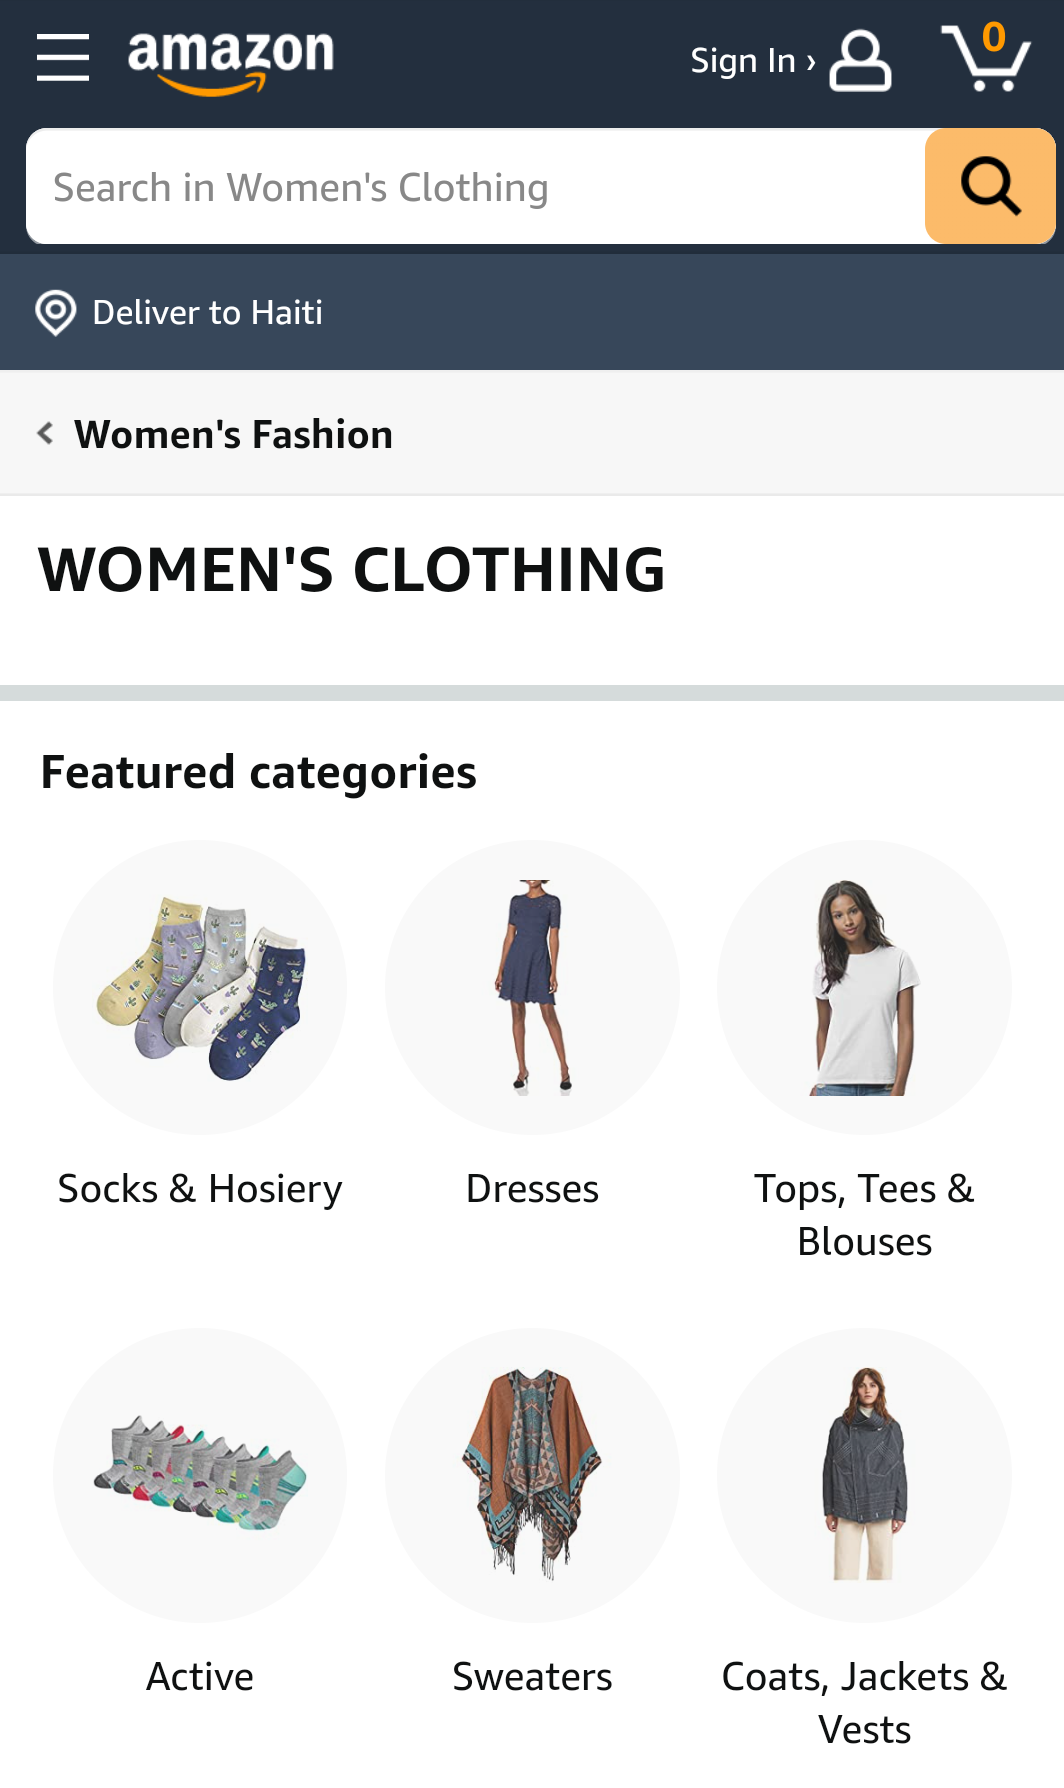 amazon
Sign In ›
0
Search in Women's Clothing
Deliver to Haiti
Women's Fashion
WOMEN'S CLOTHING
Featured categories
Socks & Hosiery
Dresses
Tops, Tees &
Blouses
Active
Sweaters
Coats, Jackets &
Vests